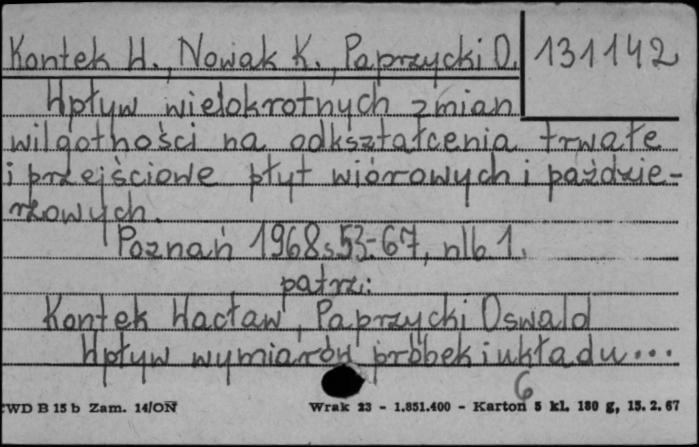 Kontek W., Nowak K., Paprzycki O. 131142
Wpływ wielokrotnych zmian
wilgotności na odkształcenia trwałe
i przejściowe płyt wiórowych i paździe-
rzowych.
Poznań 1968 s. 53-67, nlb 1.
patrz:
Kontek Wacław, Paprzycki Oswald
Wpływ wymiarów próbek i układu...
6
CWD B 15 b Zam. 14/ON Wrak 23 - 1.851.400 - Karton 5 kl. 180 g, 15. 2. 67